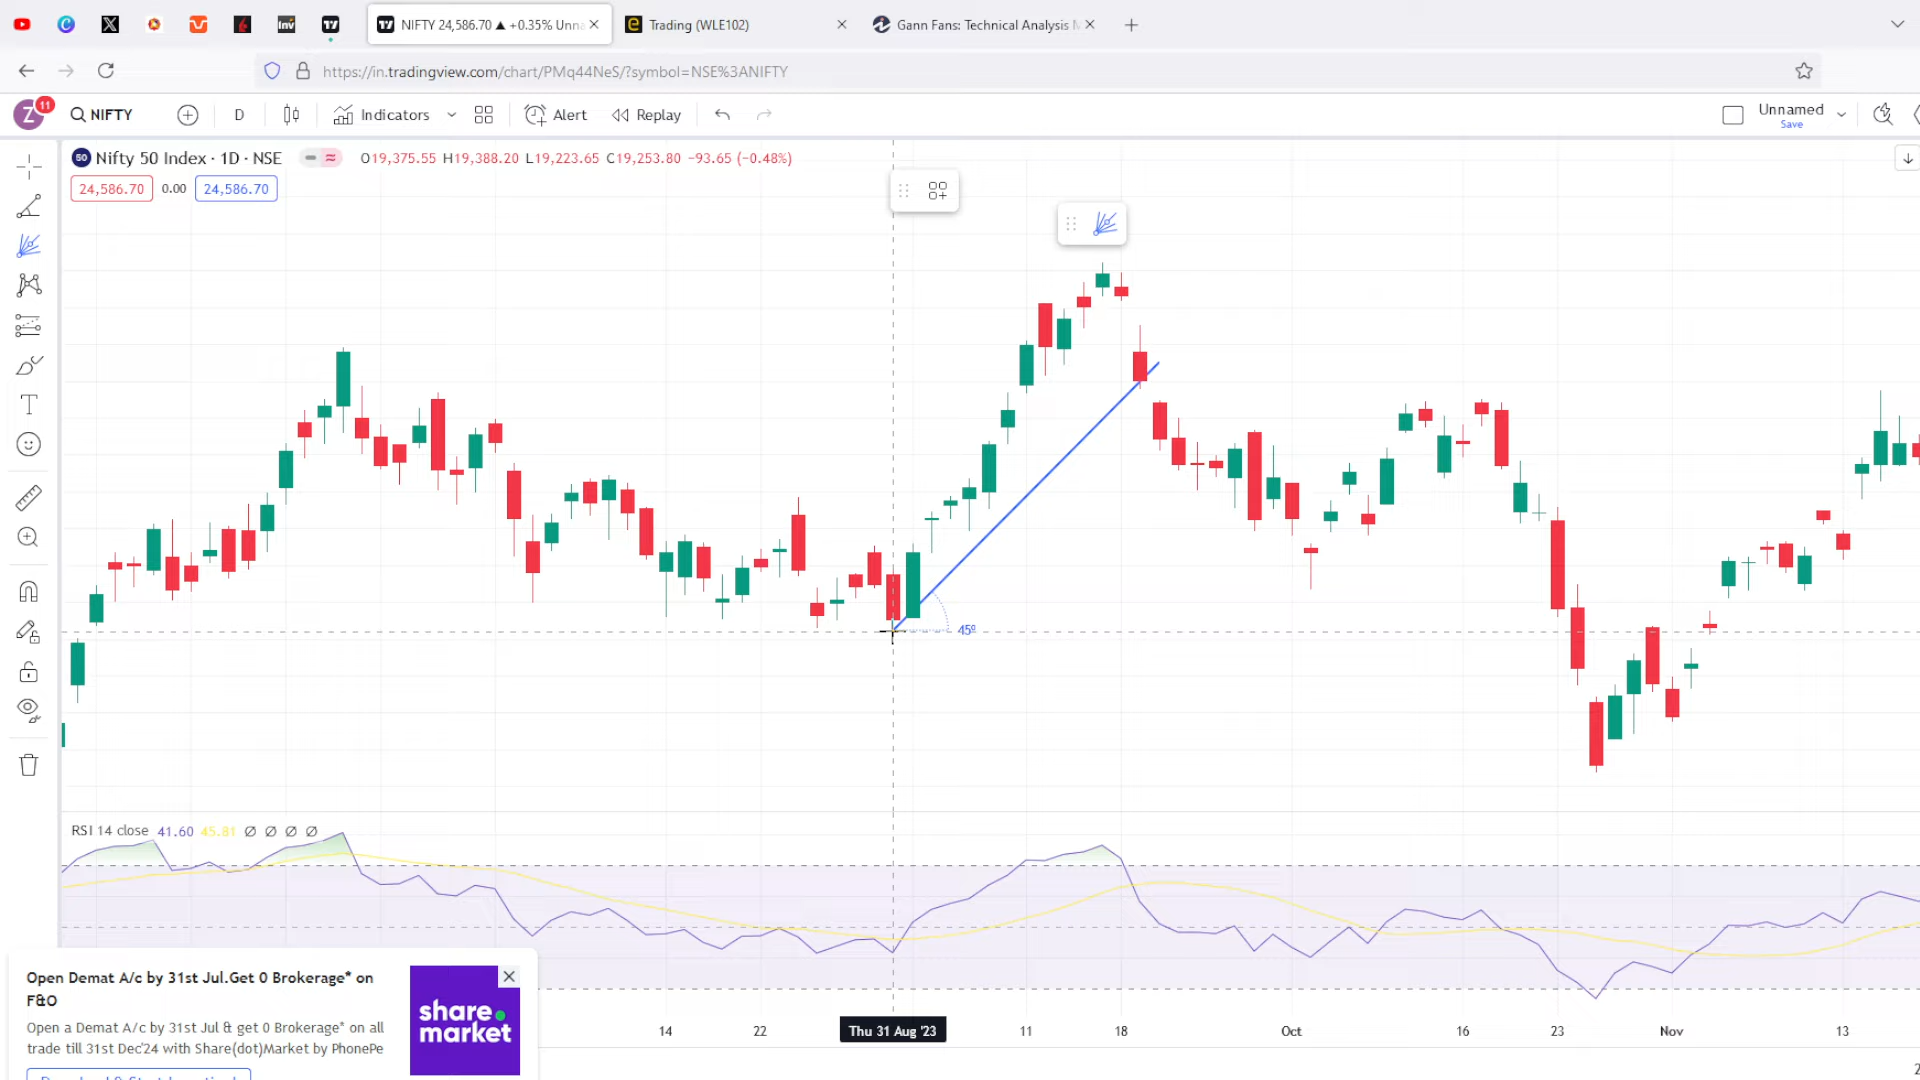 NIFTY 24,586.70 ▲ +0.35% Unna
Trading (WLE102)
Gann Fans: Technical Analysis
https://in.tradingview.com/chart/PMq44NeS/?symbol=NSE%3ANIFTY
Z 11
NIFTY
D
Indicators
Alert
Replay
Unnamed
Save
50 Nifty 50 Index · 1D · NSE
O19,375.55 H19,388.20 L19,223.65 C19,253.80 −93.65 (−0.48%)
24,586.70 0.00 24,586.70
45º
RSI 14 close 41.60 45.81 Ø Ø Ø Ø
Open Demat A/c by 31st Jul.Get 0 Brokerage* on
F&O
Open a Demat A/c by 31st Jul & get 0 Brokerage* on all
trade till 31st Dec'24 with Share(dot)Market by PhonePe
share.
market
14 22 Thu 31 Aug '23 11 18 Oct 16 23 Nov 13